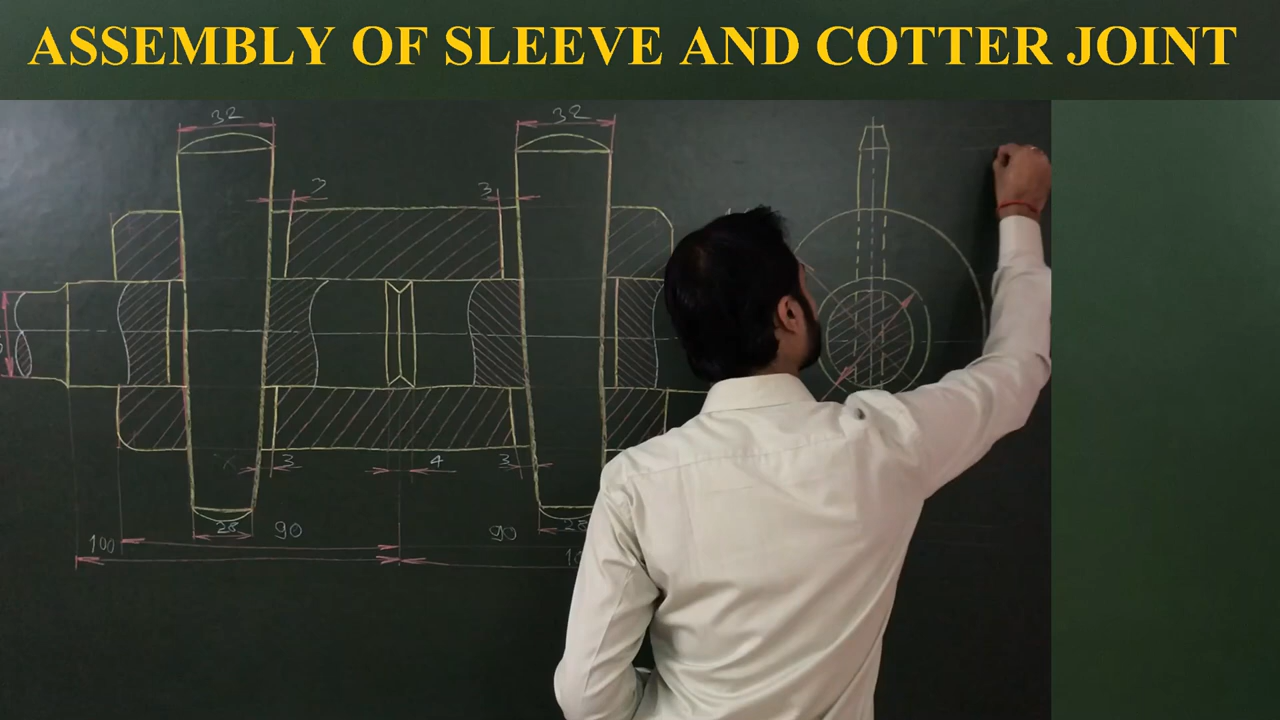 ASSEMBLY OF SLEEVE AND COTTER JOINT
32 32
3 3
3 4 3
28 90 90 28
100